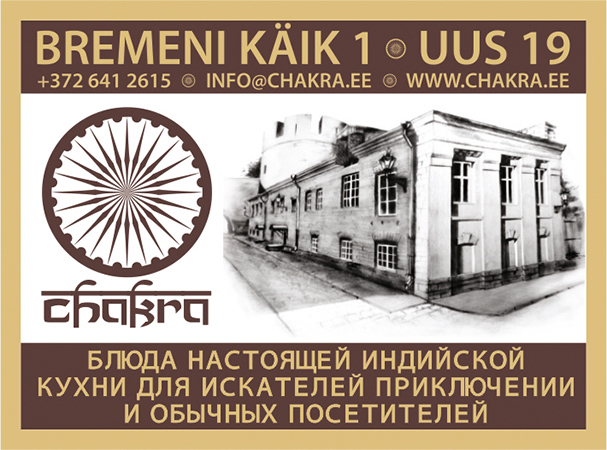 BREMENI KÄIK 1 UUS 19
+372 641 2615 INFO@CHAKRA.EE WWW.CHAKRA.EE
chakra
БЛЮДА НАСТОЯЩЕЙ ИНДИЙСКОЙ
КУХНИ ДЛЯ ИСКАТЕЛЕЙ ПРИКЛЮЧЕНИИ
И ОБЫЧНЫХ ПОСЕТИТЕЛЕЙ